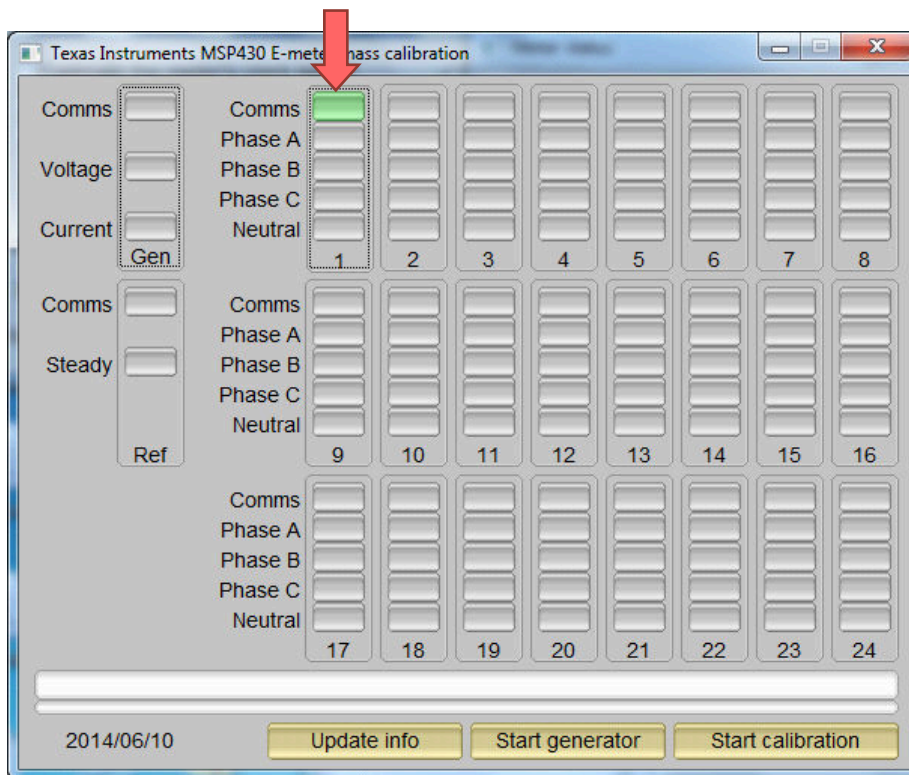 Texas Instruments MSP430 E-meter mass calibration
Comms
Voltage
Current
Gen
Comms
Phase A
Phase B
Phase C
Neutral
1 2 3 4 5 6 7 8
Comms
Steady
Ref
Comms
Phase A
Phase B
Phase C
Neutral
9 10 11 12 13 14 15 16
Comms
Phase A
Phase B
Phase C
Neutral
17 18 19 20 21 22 23 24
2014/06/10 Update info Start generator Start calibration